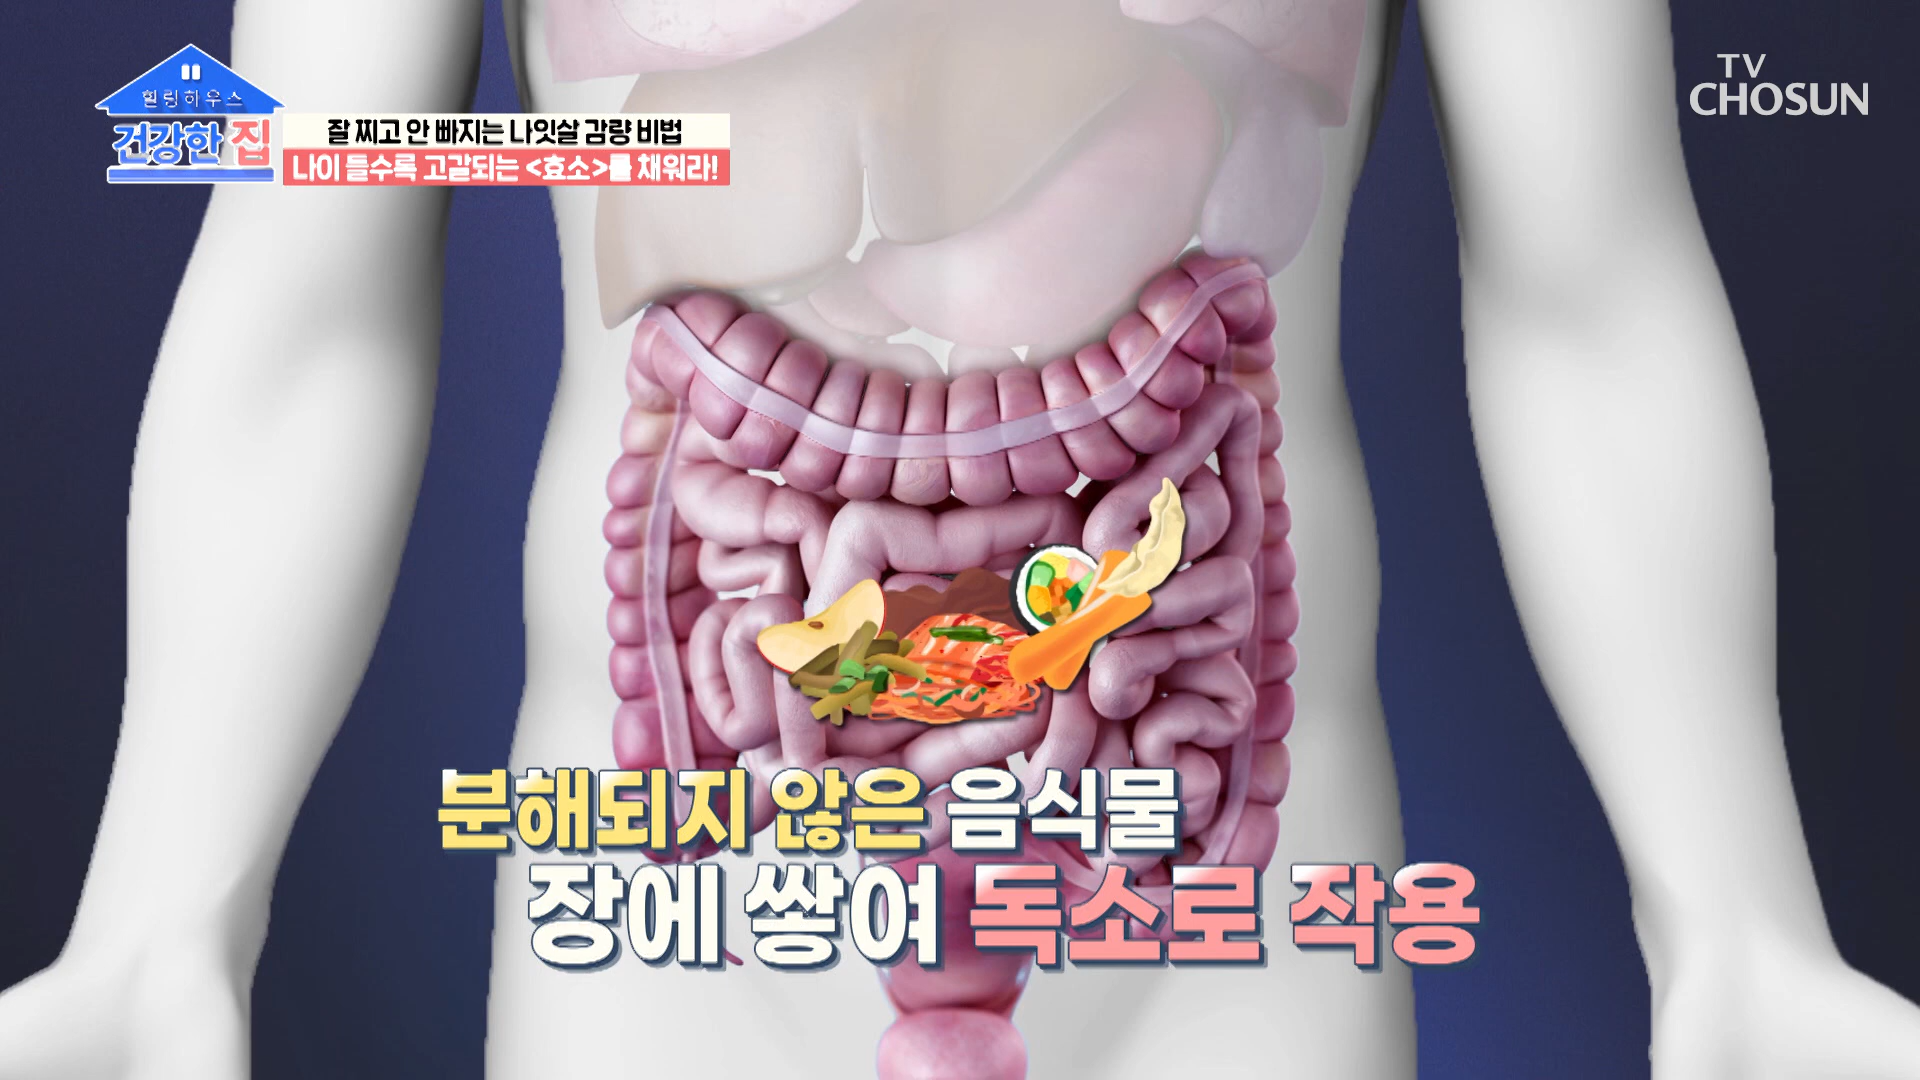 힐링하우스
건강한 집
잘 찌고 안 빠지는 나잇살 감량 비법
나이 들수록 고갈되는 <효소>를 채워라!
TV
CHOSUN
분해되지 않은 음식물
장에 쌓여 독소로 작용